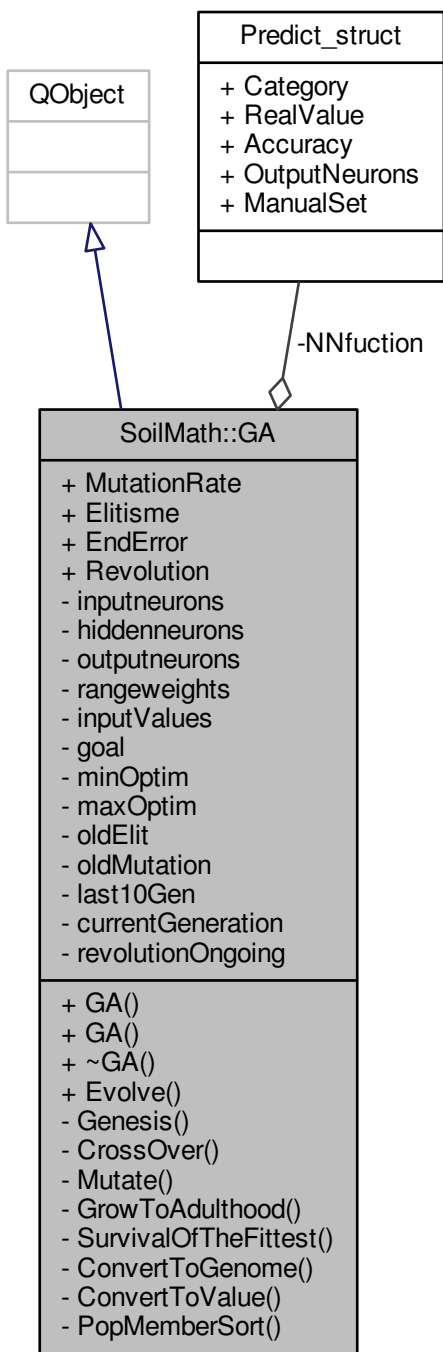 Predict_struct
+ Category
+ RealValue
+ Accuracy
+ OutputNeurons
+ ManualSet
QObject
-NNfuction
SoilMath::GA
+ MutationRate
+ Elitisme
+ EndError
+ Revolution
- inputneurons
- hiddenneurons
- outputneurons
- rangeweights
- inputValues
- goal
- minOptim
- maxOptim
- oldElit
- oldMutation
- last10Gen
- currentGeneration
- revolutionOngoing
+ GA()
+ GA()
+ ~GA()
+ Evolve()
- Genesis()
- CrossOver()
- Mutate()
- GrowToAdulthood()
- SurvivalOfTheFittest()
- ConvertToGenome()
- ConvertToValue()
- PopMemberSort()